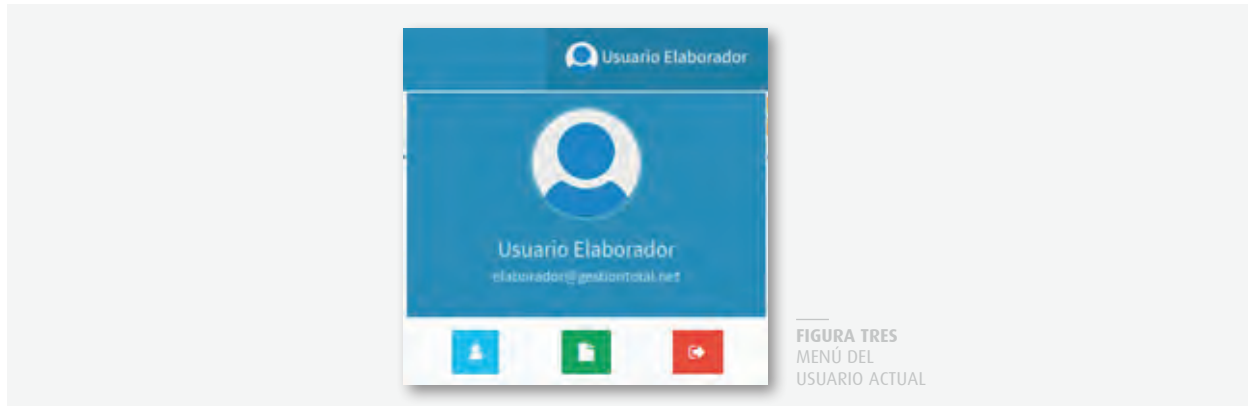 Usuario Elaborador
Usuario Elaborador
elaborador@gestiontotal.net
FIGURA TRES
MENÚ DEL
USUARIO ACTUAL